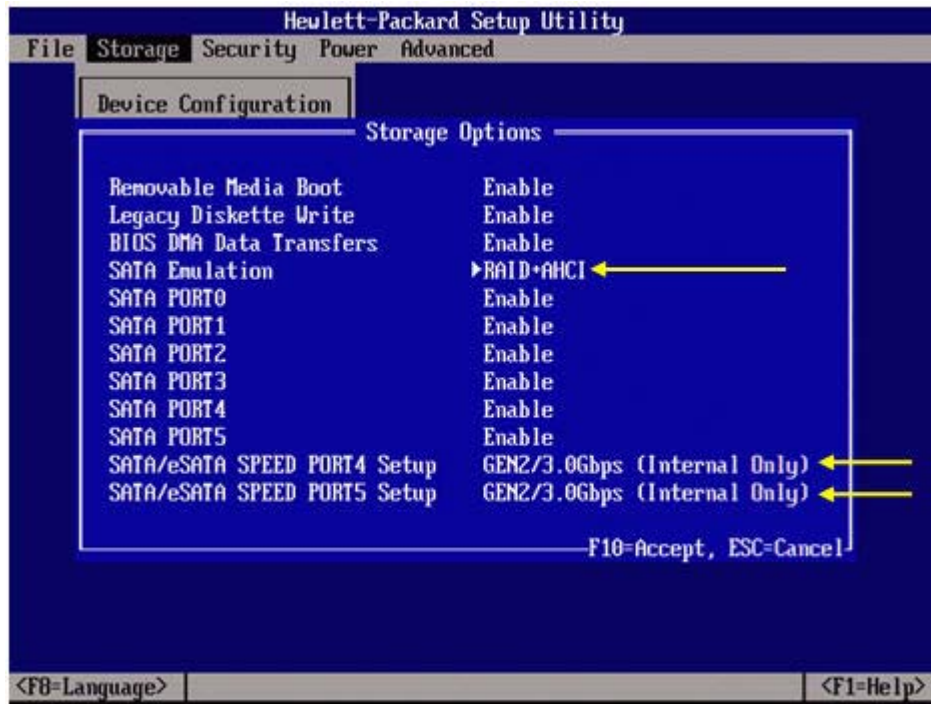 Hewlett-Packard Setup Utility
File Storage Security Power Advanced
Device Configuration
Storage Options
Removable Media Boot Enable
Legacy Diskette Write Enable
BIOS DMA Data Transfers Enable
SATA Emulation ▶RAID+AHCI
SATA PORT0 Enable
SATA PORT1 Enable
SATA PORT2 Enable
SATA PORT3 Enable
SATA PORT4 Enable
SATA PORT5 Enable
SATA/eSATA SPEED PORT4 Setup GEN2/3.0Gbps (Internal Only)
SATA/eSATA SPEED PORT5 Setup GEN2/3.0Gbps (Internal Only)
F10=Accept, ESC=Cancel
<F8=Language> <F1=Help>